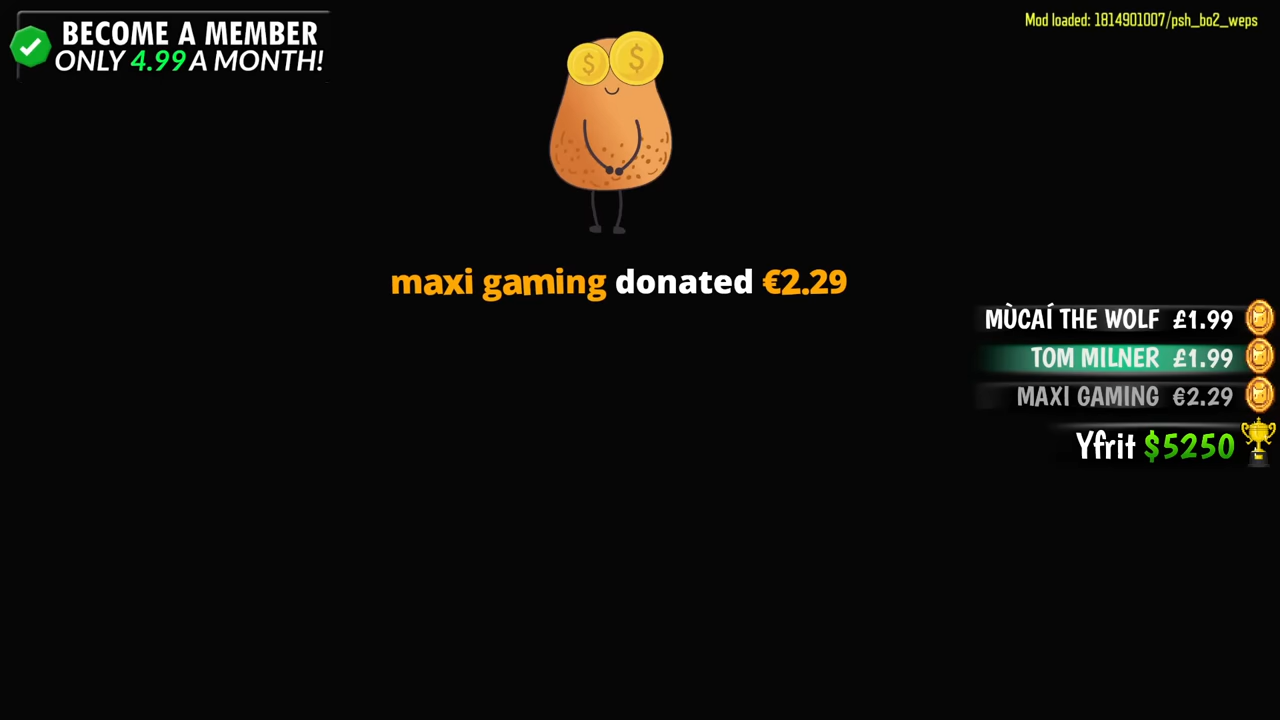 BECOME A MEMBER
ONLY 4.99 A MONTH!
Mod loaded: 1814901007/psh_bo2_weps
$ $
maxi gaming donated €2.29
MÙCAÍ THE WOLF £1.99
TOM MILNER £1.99
MAXI GAMING €2.29
Yfrit $5250